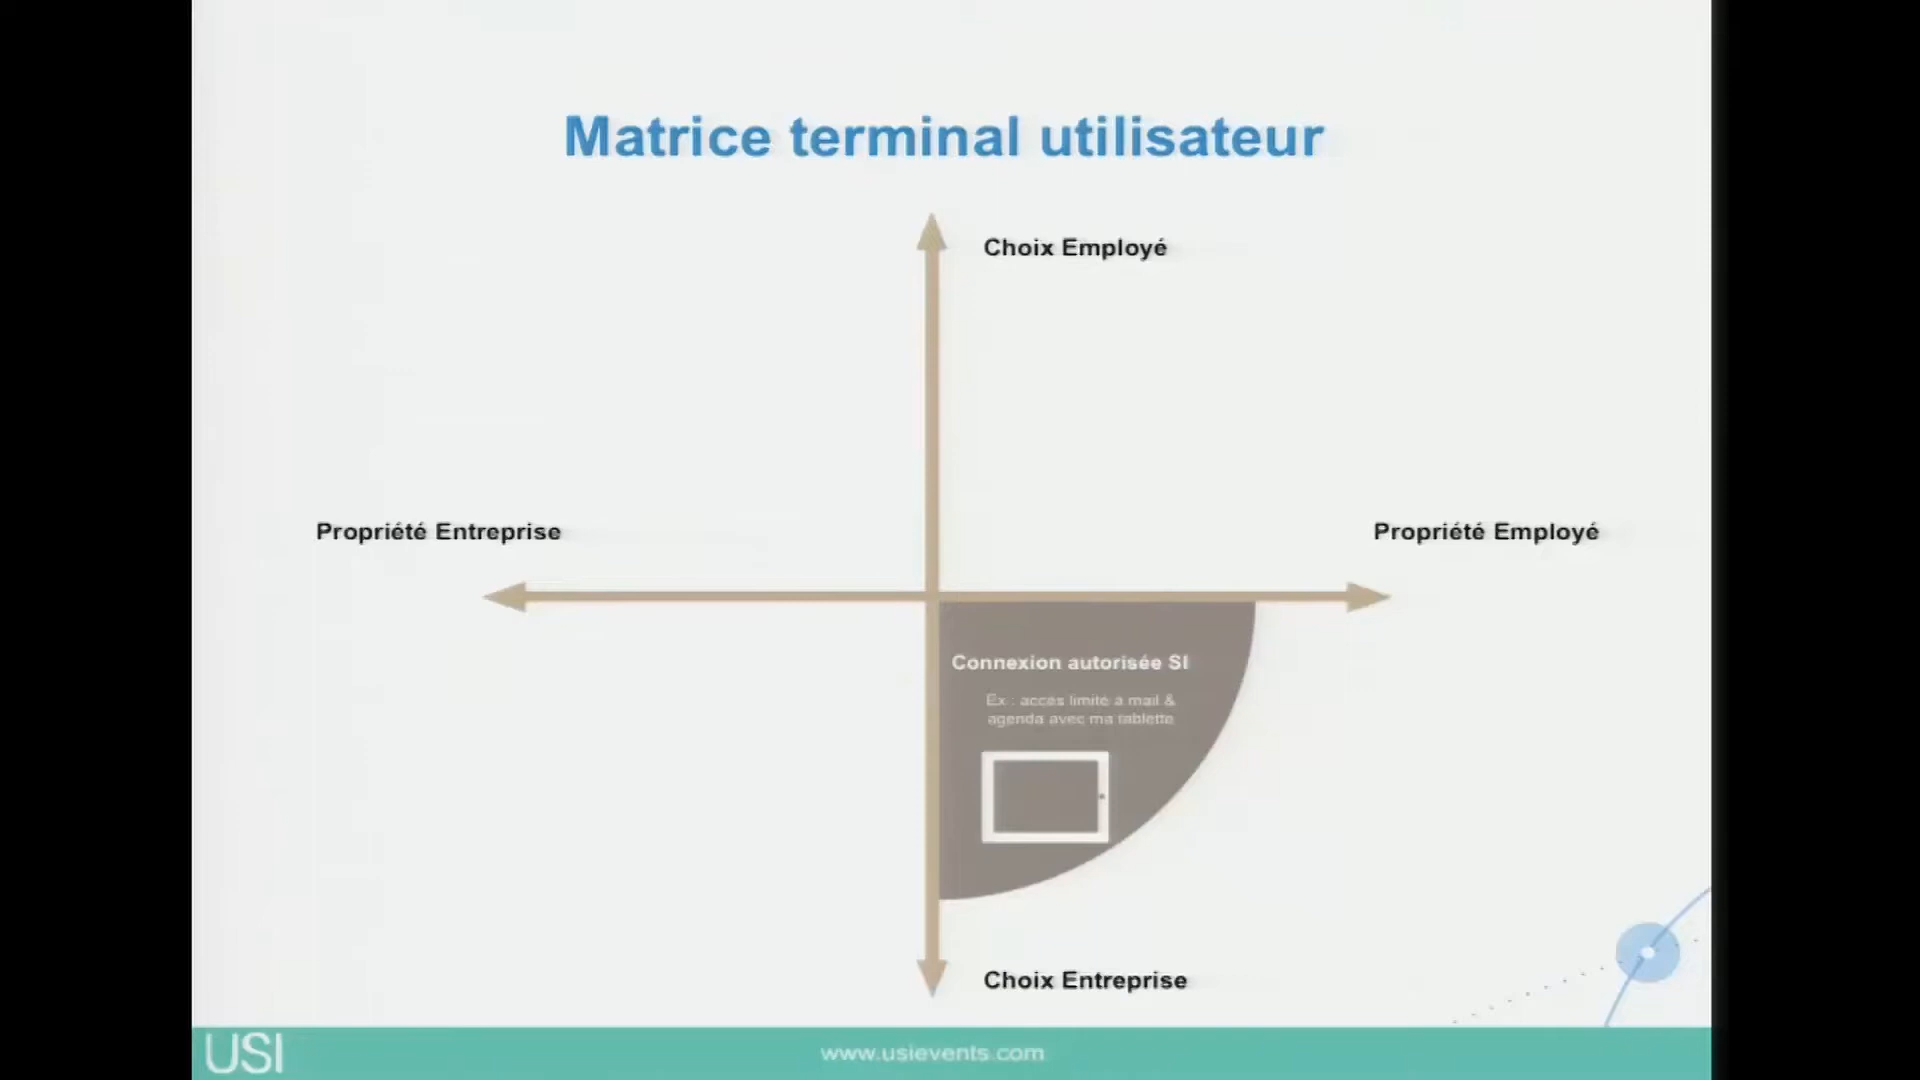 Matrice terminal utilisateur
Choix Employé
Propriété Entreprise
Propriété Employé
Connexion autorisée SI
Ex : accès limité à mail &
agenda avec ma tablette
Choix Entreprise
USI
www.usievents.com